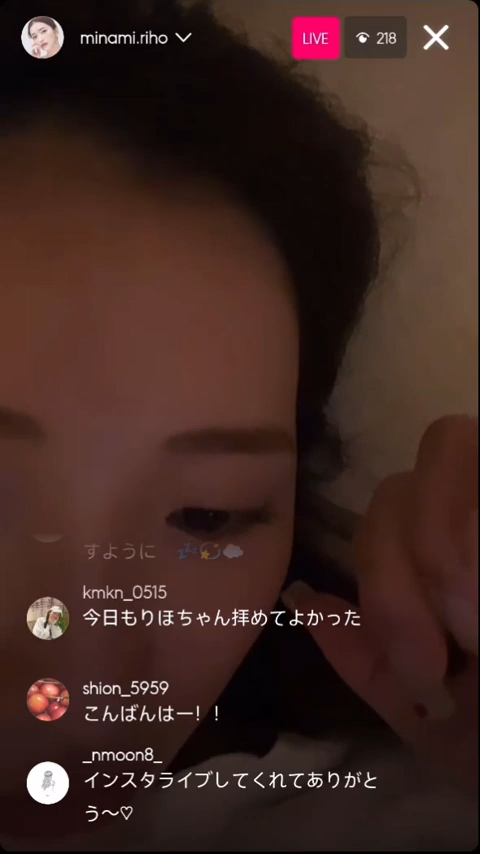 minami.riho
LIVE
218
すように 💤💫☁️
kmkn_0515
今日もりほちゃん拝めてよかった
shion_5959
こんばんはー！！
_nmoon8_
インスタライブしてくれてありがと
う〜♡